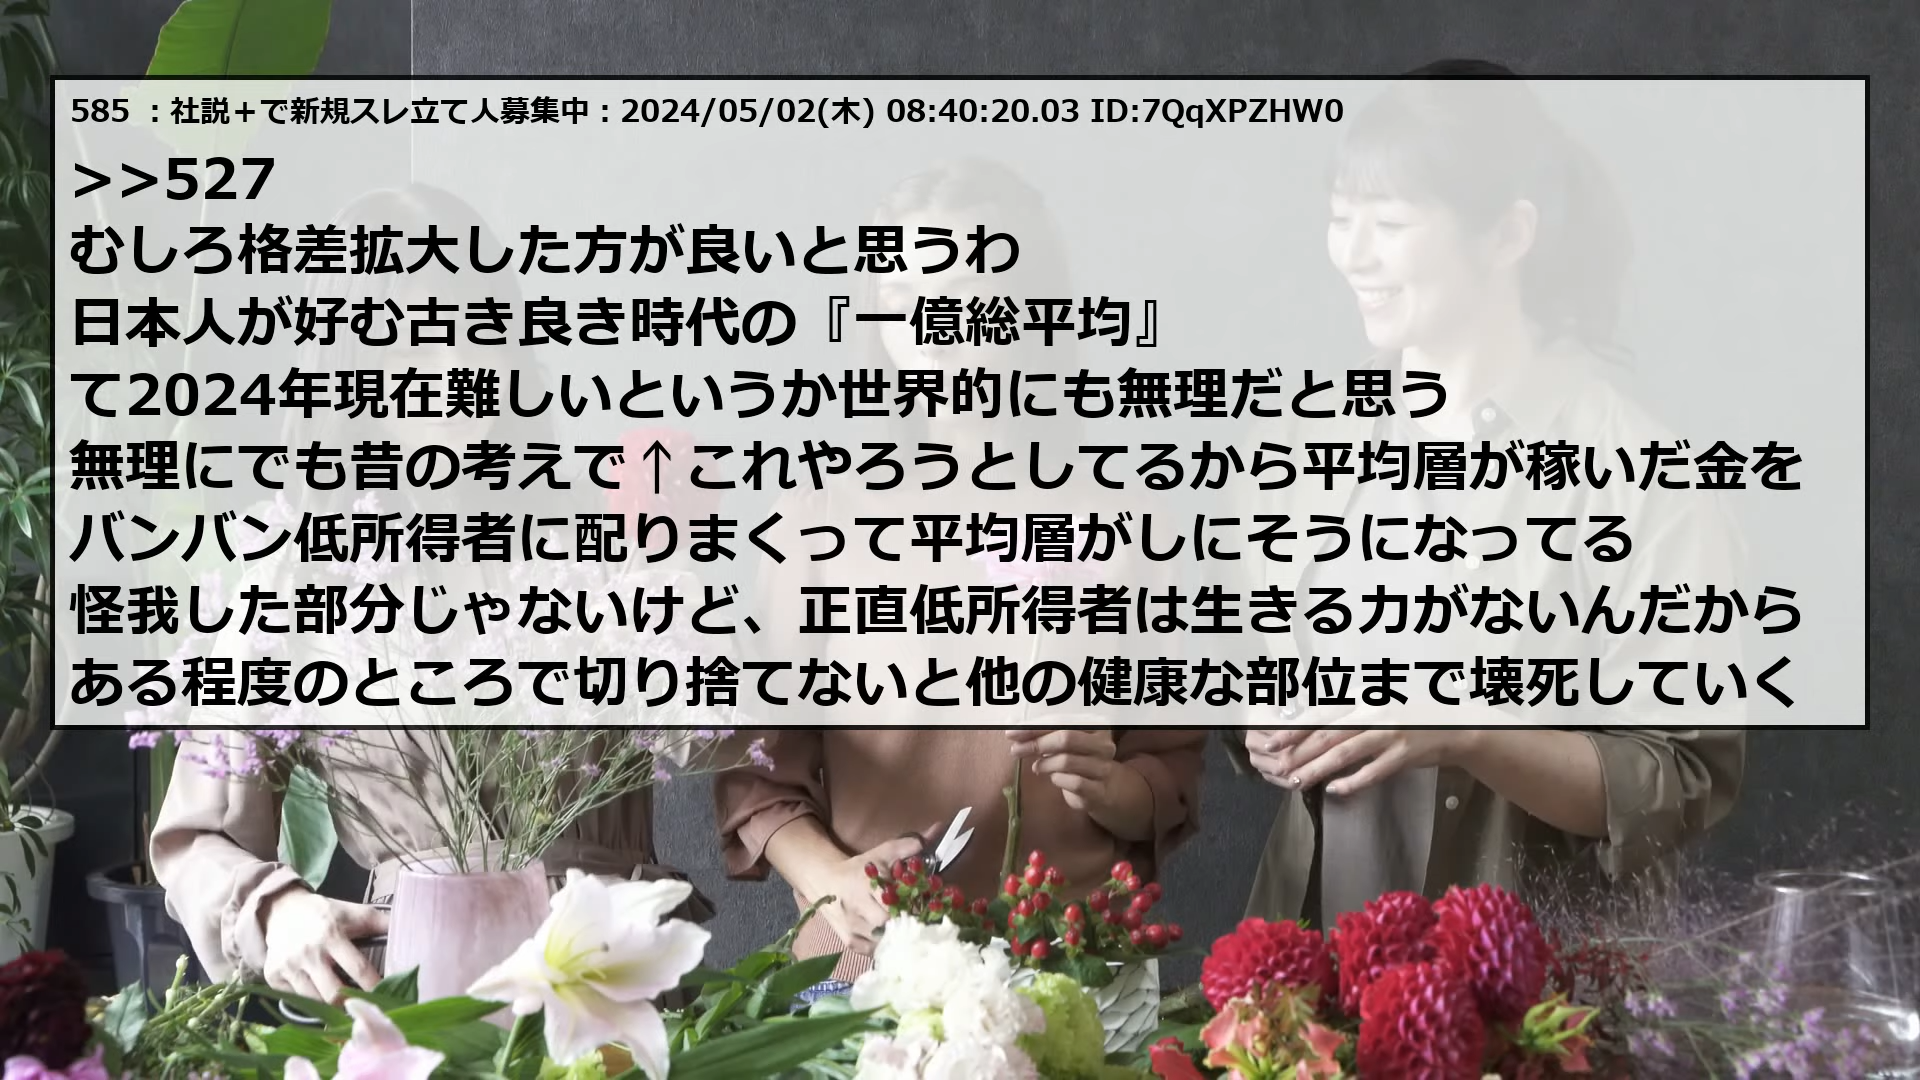 585 ：社説＋で新規スレ立て人募集中：2024/05/02(木) 08:40:20.03 ID:7QqXPZHW0
>>527
むしろ格差拡大した方が良いと思うわ
日本人が好む古き良き時代の『一億総平均』
て2024年現在難しいというか世界的にも無理だと思う
無理にでも昔の考えで↑これやろうとしてるから平均層が稼いだ金を
バンバン低所得者に配りまくって平均層がしにそうになってる
怪我した部分じゃないけど、正直低所得者は生きる力がないんだから
ある程度のところで切り捨てないと他の健康な部位まで壊死していく